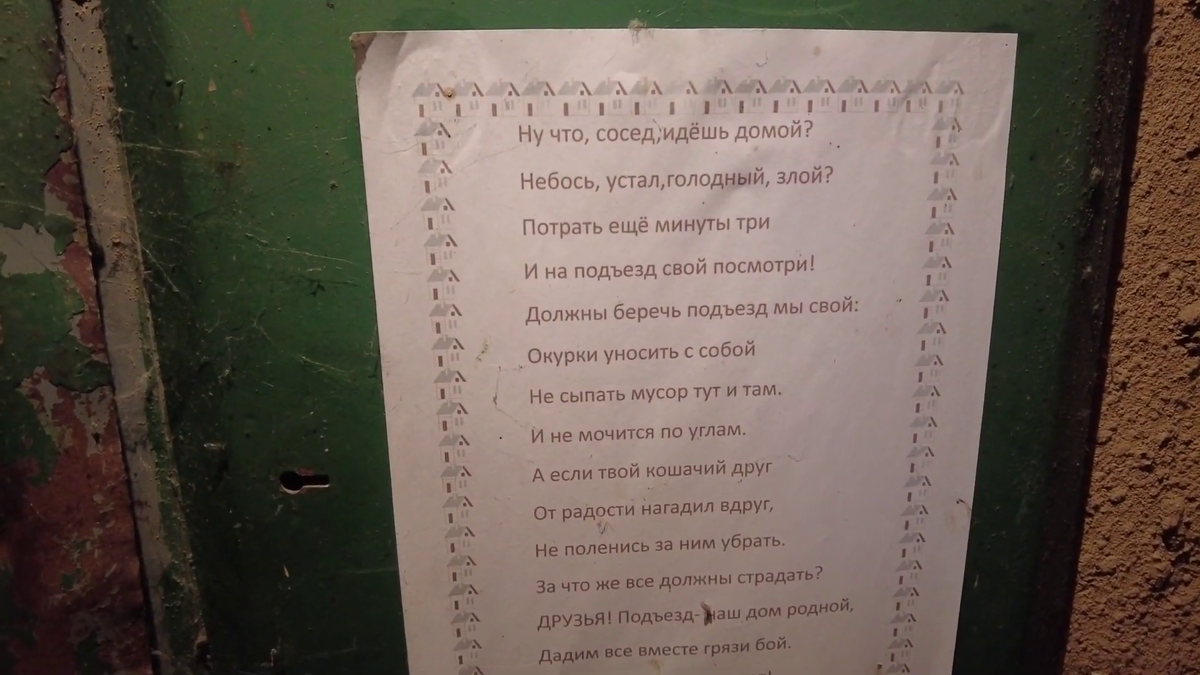 Ну что, сосед,идёшь домой?
Небось, устал,голодный, злой?
Потрать ещё минуты три
И на подъезд свой посмотри!
Должны беречь подъезд мы свой:
Окурки уносить с собой
Не сыпать мусор тут и там.
И не мочится по углам.
А если твой кошачий друг
От радости нагадил вдруг,
Не поленись за ним убрать.
За что же все должны страдать?
ДРУЗЬЯ! Подъезд- наш дом родной,
Дадим все вместе грязи бой.